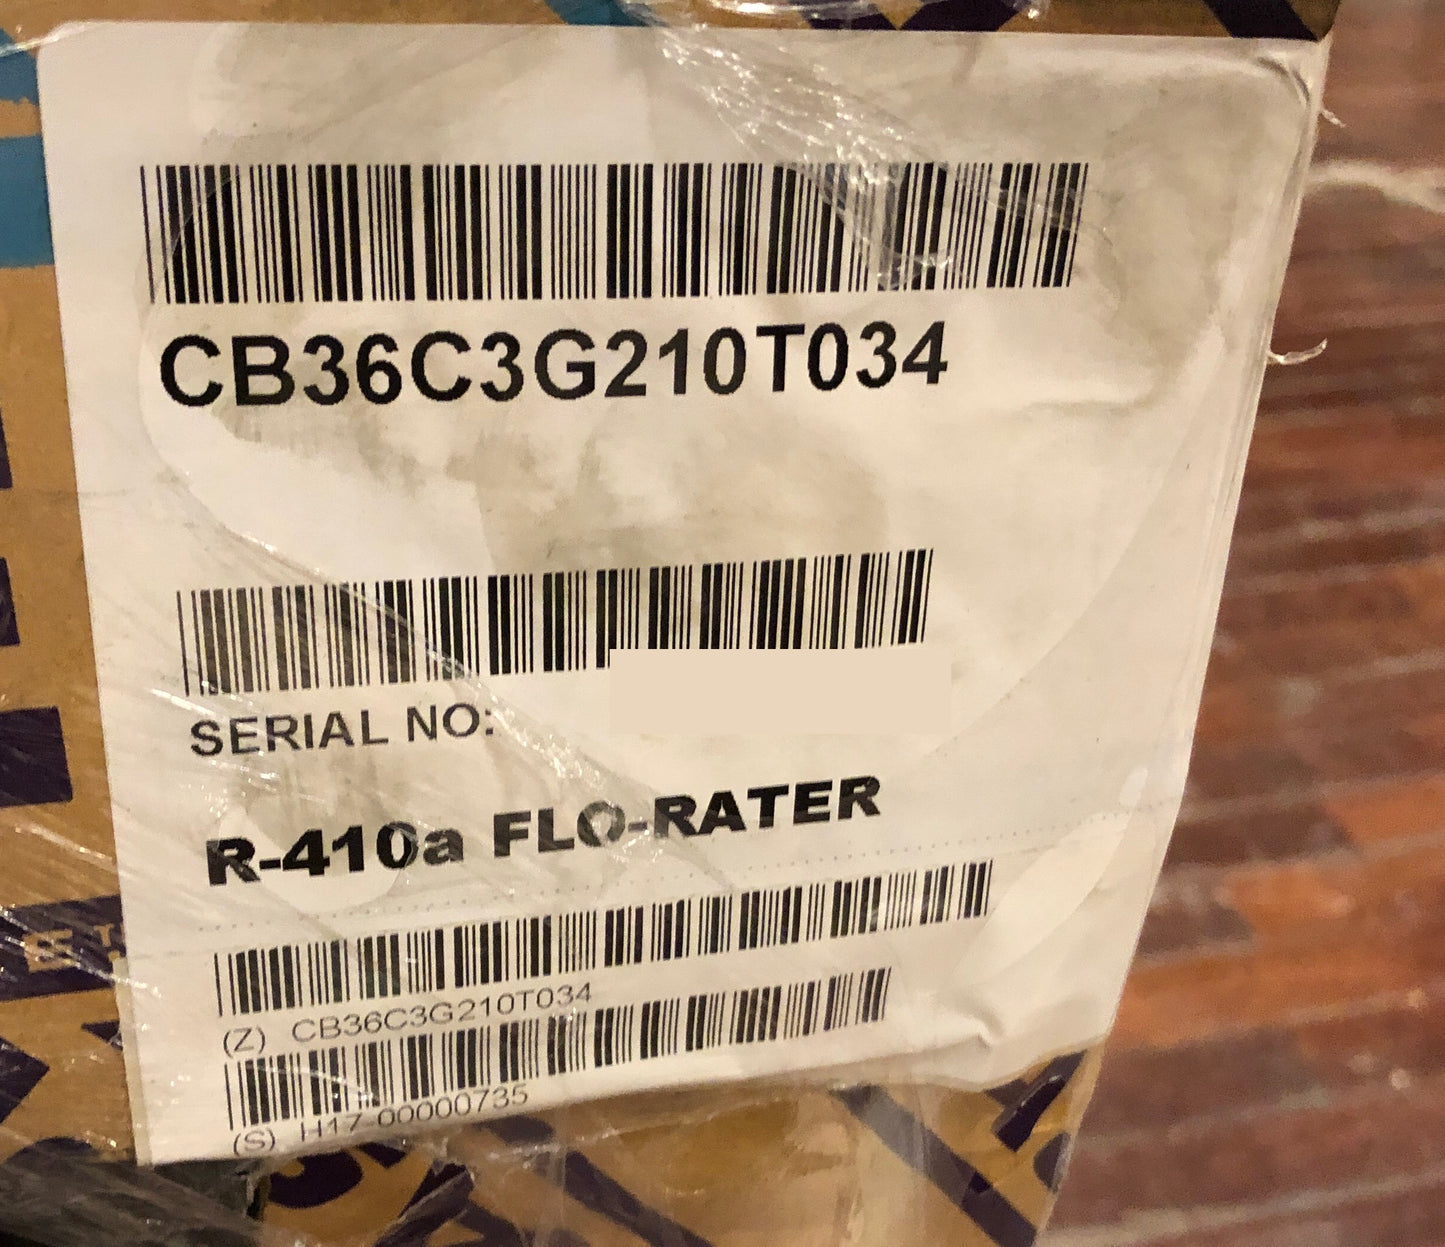 CB36C3G210T034
SERIAL NO:
R-410a FLO-RATER
(Z) CB36C3G210T034
(S) H17-00000735